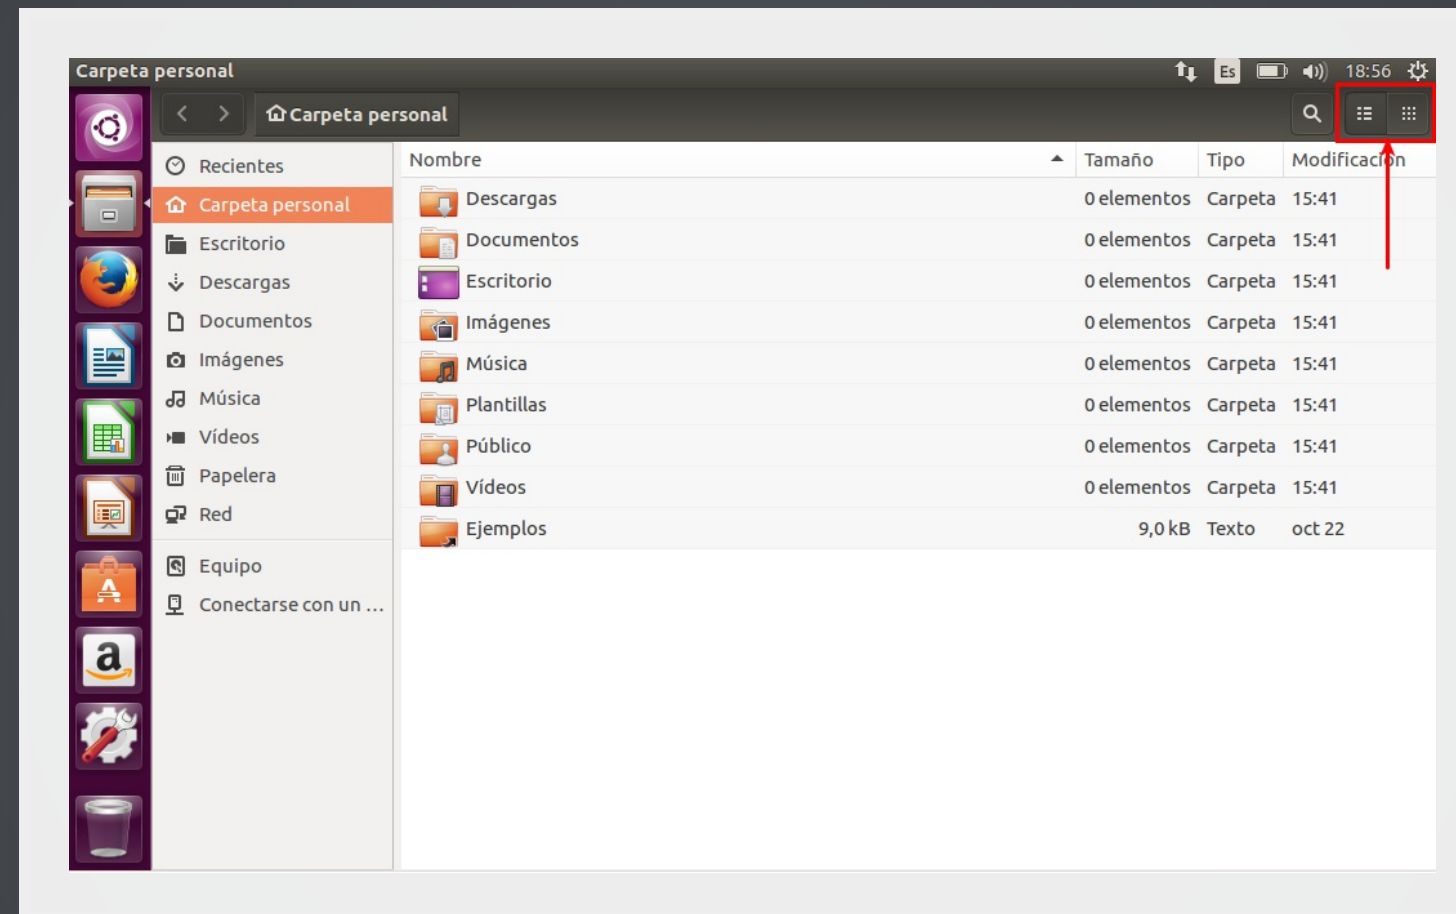 Carpeta personal
Es
18:56
Carpeta personal
Recientes
Carpeta personal
Escritorio
Descargas
Documentos
Imágenes
Música
Vídeos
Papelera
Red
Equipo
Conectarse con un ...
Nombre Tamaño Tipo Modificación
Descargas 0 elementos Carpeta 15:41
Documentos 0 elementos Carpeta 15:41
Escritorio 0 elementos Carpeta 15:41
Imágenes 0 elementos Carpeta 15:41
Música 0 elementos Carpeta 15:41
Plantillas 0 elementos Carpeta 15:41
Público 0 elementos Carpeta 15:41
Vídeos 0 elementos Carpeta 15:41
Ejemplos 9,0 kB Texto oct 22
A
a